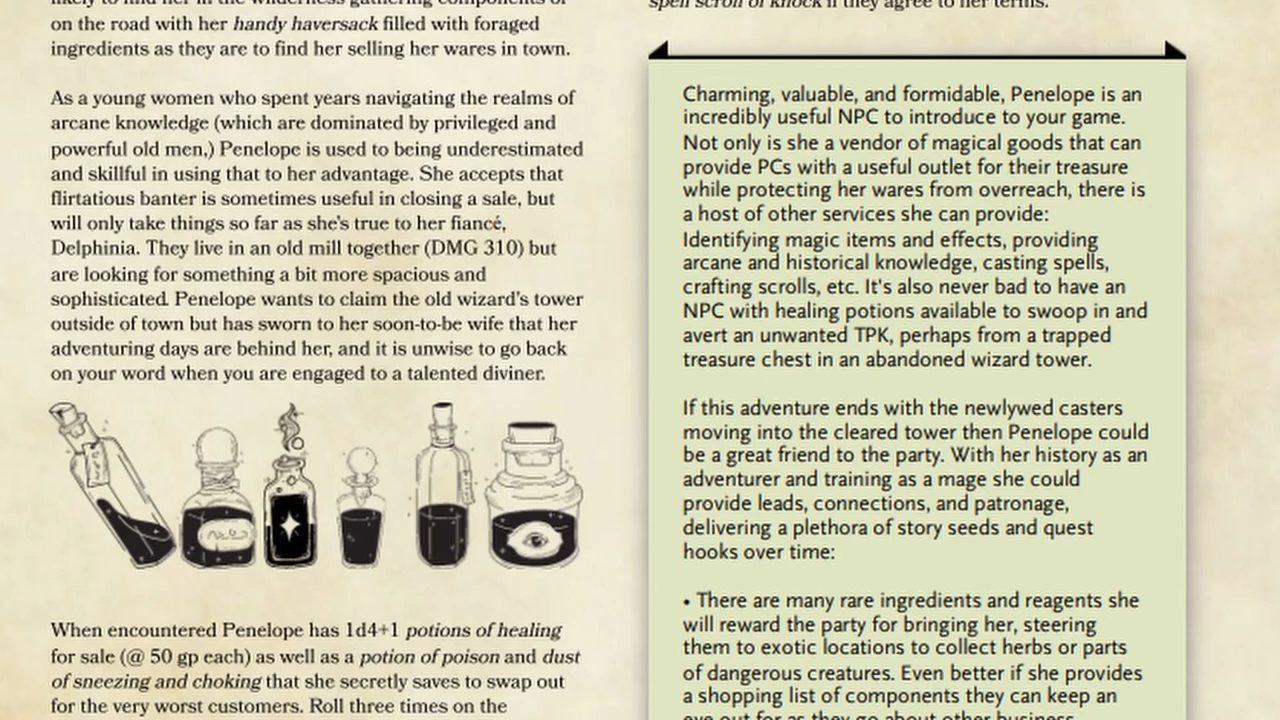 likely to find her in the wilderness gathering components or
on the road with her handy haversack filled with foraged
ingredients as they are to find her selling her wares in town.
As a young women who spent years navigating the realms of
arcane knowledge (which are dominated by privileged and
powerful old men,) Penelope is used to being underestimated
and skillful in using that to her advantage. She accepts that
flirtatious banter is sometimes useful in closing a sale, but
will only take things so far as she's true to her fiancé,
Delphinia. They live in an old mill together (DMG 310) but
are looking for something a bit more spacious and
sophisticated. Penelope wants to claim the old wizard's tower
outside of town but has sworn to her soon-to-be wife that her
adventuring days are behind her, and it is unwise to go back
on your word when you are engaged to a talented diviner.
When encountered Penelope has 1d4+1 potions of healing
for sale (@ 50 gp each) as well as a potion of poison and dust
of sneezing and choking that she secretly saves to swap out
for the very worst customers. Roll three times on the
spell scroll of knock if they agree to her terms.
Charming, valuable, and formidable, Penelope is an
incredibly useful NPC to introduce to your game.
Not only is she a vendor of magical goods that can
provide PCs with a useful outlet for their treasure
while protecting her wares from overreach, there is
a host of other services she can provide:
Identifying magic items and effects, providing
arcane and historical knowledge, casting spells,
crafting scrolls, etc. It's also never bad to have an
NPC with healing potions available to swoop in and
avert an unwanted TPK, perhaps from a trapped
treasure chest in an abandoned wizard tower.
If this adventure ends with the newlywed casters
moving into the cleared tower then Penelope could
be a great friend to the party. With her history as an
adventurer and training as a mage she could
provide leads, connections, and patronage,
delivering a plethora of story seeds and quest
hooks over time:
• There are many rare ingredients and reagents she
will reward the party for bringing her, steering
them to exotic locations to collect herbs or parts
of dangerous creatures. Even better if she provides
a shopping list of components they can keep an
eye out for as they go about other business.